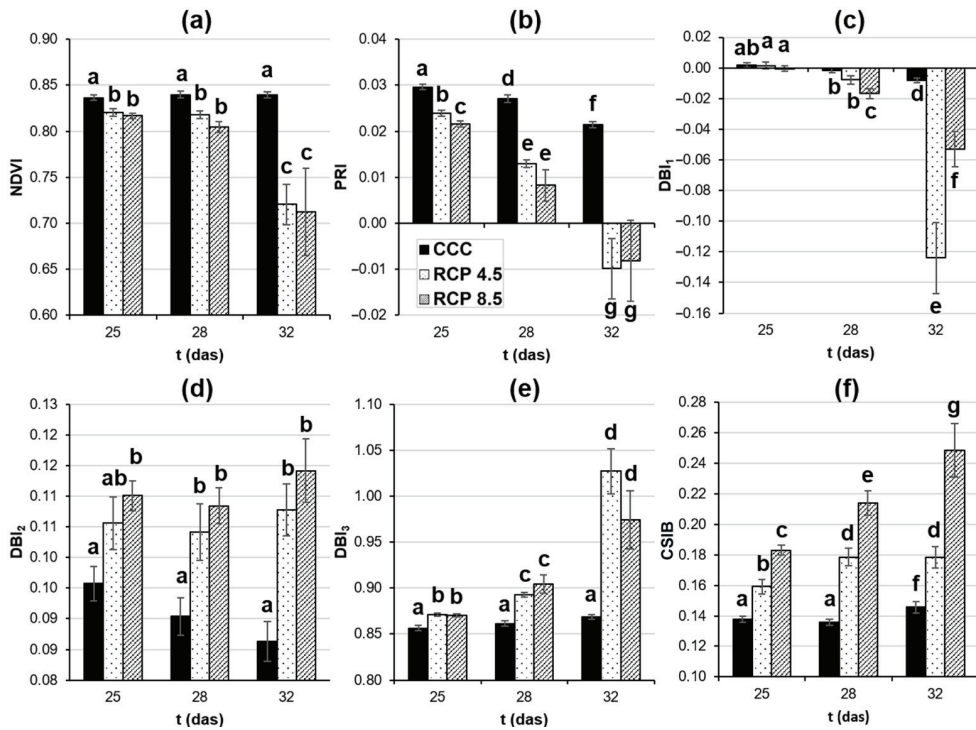 (a)
0.90
0.85
0.80
0.75
0.70
0.65
0.60
NDVI
a
b
b
a
b
b
a
c
c
25
28
32
t (das)
(b)
0.04
0.03
0.02
0.01
0.00
−0.01
−0.02
PRI
a
b
c
d
e
e
f
g
g
CCC
RCP 4.5
RCP 8.5
25
28
32
t (das)
(c)
0.02
0.00
−0.02
−0.04
−0.06
−0.08
−0.10
−0.12
−0.14
−0.16
DBI₁
ab
a
a
b
b
c
d
e
f
25
28
32
t (das)
(d)
0.13
0.12
0.12
0.11
0.11
0.10
0.10
0.09
0.09
0.08
DBI₂
a
ab
b
a
b
b
a
b
b
25
28
32
t (das)
(e)
1.10
1.05
1.00
0.95
0.90
0.85
0.80
DBI₃
a
b
b
a
c
c
a
d
d
25
28
32
t (das)
(f)
0.28
0.26
0.24
0.22
0.20
0.18
0.16
0.14
0.12
0.10
CSIB
a
b
c
a
d
e
f
d
g
25
28
32
t (das)